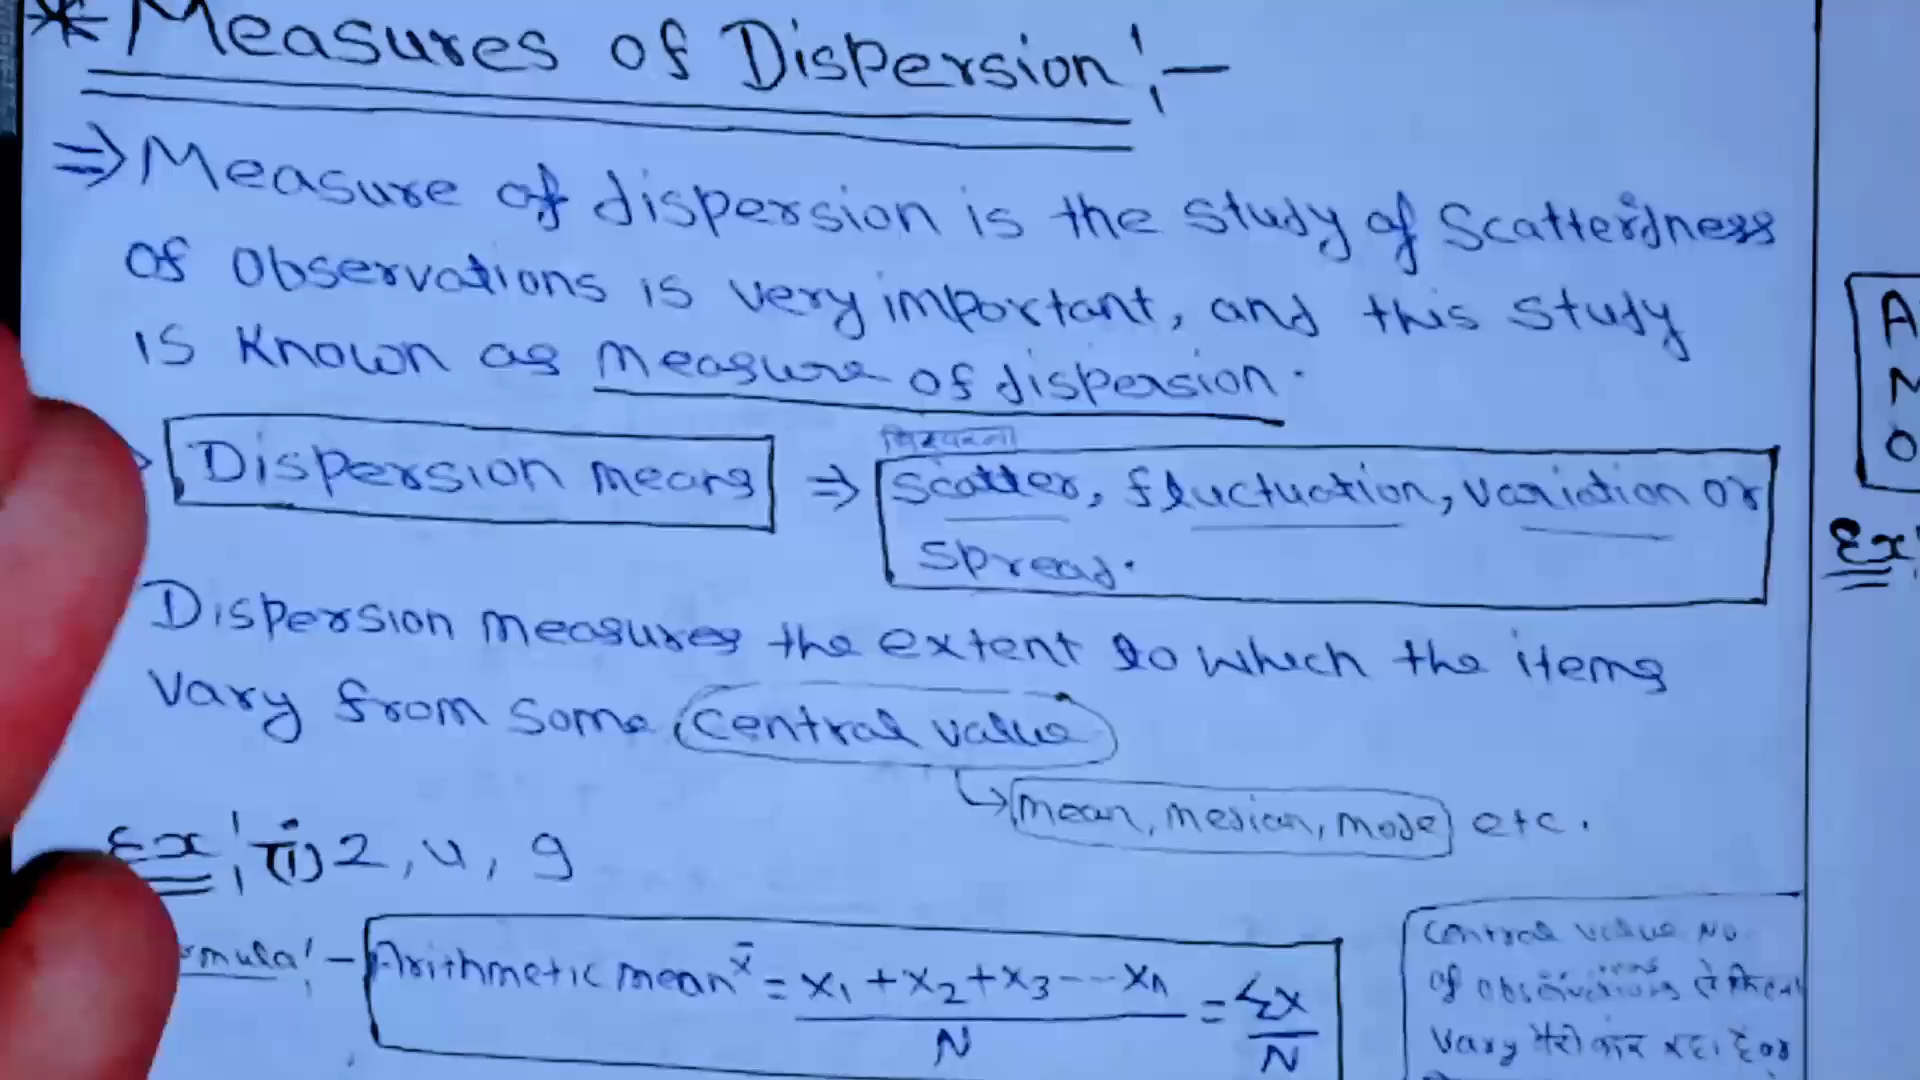 * Measures of Dispersion :-
⇒ Measure of dispersion is the study of Scatterdness
of observations is very important, and this study
is known as measure of dispersion.
Dispersion means ⇒ Scatter, fluctuation, variation or
spread.
Dispersion measures the extent to which the items
vary from some central value
↳ mean, median, mode etc.
Ex: (i) 2, 4, 9
Arithmetic mean x̄ = x₁ + x₂ + x₃ --- xn / N = Σx / N
Central value no
of observations
vary
A
M
O
Ex: